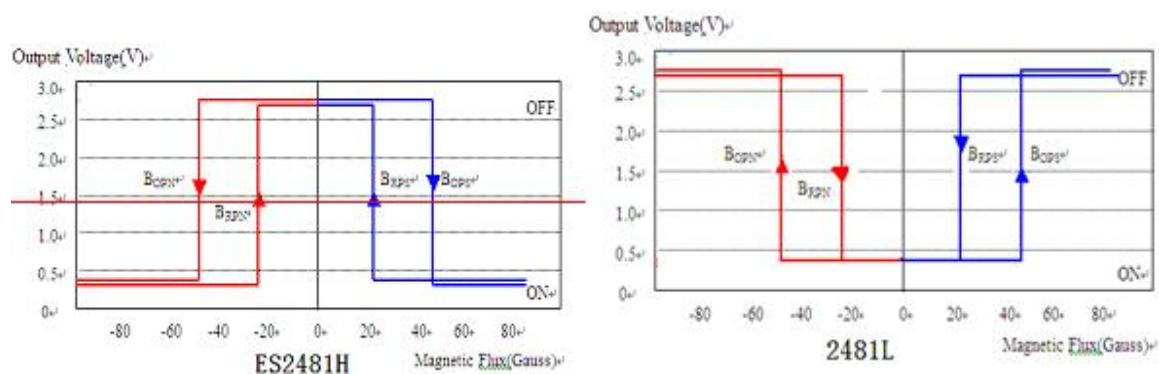 Output Voltage(V)↵
3.0↵
2.5↵
2.0↵
1.5↵
1.0↵
0.5↵
0↵
OFF
BOPN↵
BRPN↵
BRPS↵
BOPS↵
ON↵
-80 -60 -40 -20 0↵ 20↵ 40↵ 60↵ 80↵
ES2481H
Magnetic Flux(Gauss)↵
Output Voltage(V)↵
3.0↵
2.5↵
2.0↵
1.5↵
1.0↵
0.5↵
0↵
OFF↵
BOPN↵
BRPN
BRPS↵
BOPS↵
ON↵
-80 -60 -40 -20 0↵ 20↵ 40↵ 60↵ 80↵
2481L
Magnetic Flux(Gauss)↵